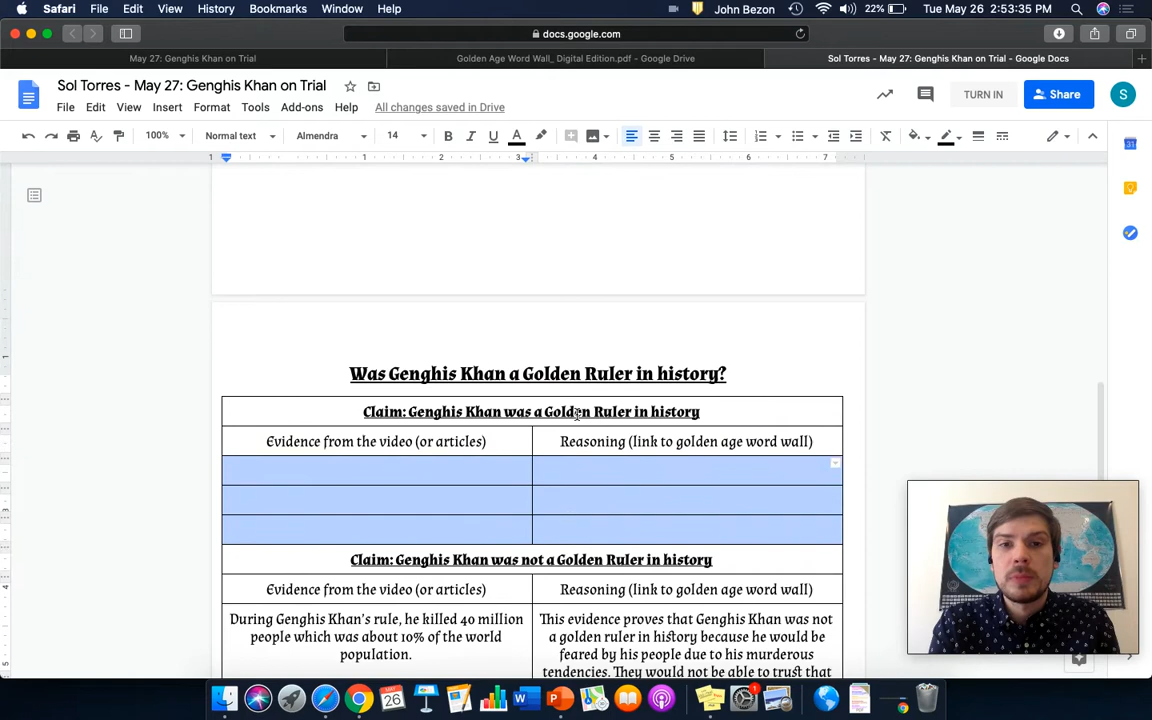 Safari File Edit View History Bookmarks Window Help John Bezon 22% Tue May 26 2:53:35 PM
docs.google.com
May 27: Genghis Khan on Trial Golden Age Word Wall_ Digital Edition.pdf - Google Drive Sol Torres - May 27: Genghis Khan on Trial - Google Docs
Sol Torres - May 27: Genghis Khan on Trial
File Edit View Insert Format Tools Add-ons Help All changes saved in Drive
TURN IN Share S
100% Normal text Almendra 14 B I U A
1 1 2 3 4 5 6 7
Was Genghis Khan a Golden Ruler in history?
Claim: Genghis Khan was a Golden Ruler in history
Evidence from the video (or articles) Reasoning (link to golden age word wall)
Claim: Genghis Khan was not a Golden Ruler in history
Evidence from the video (or articles) Reasoning (link to golden age word wall)
During Genghis Khan's rule, he killed 40 million
people which was about 10% of the world
population.
This evidence proves that Genghis Khan was not
a golden ruler in history because he would be
feared by his people due to his murderous
tendencies. They would not be able to trust that